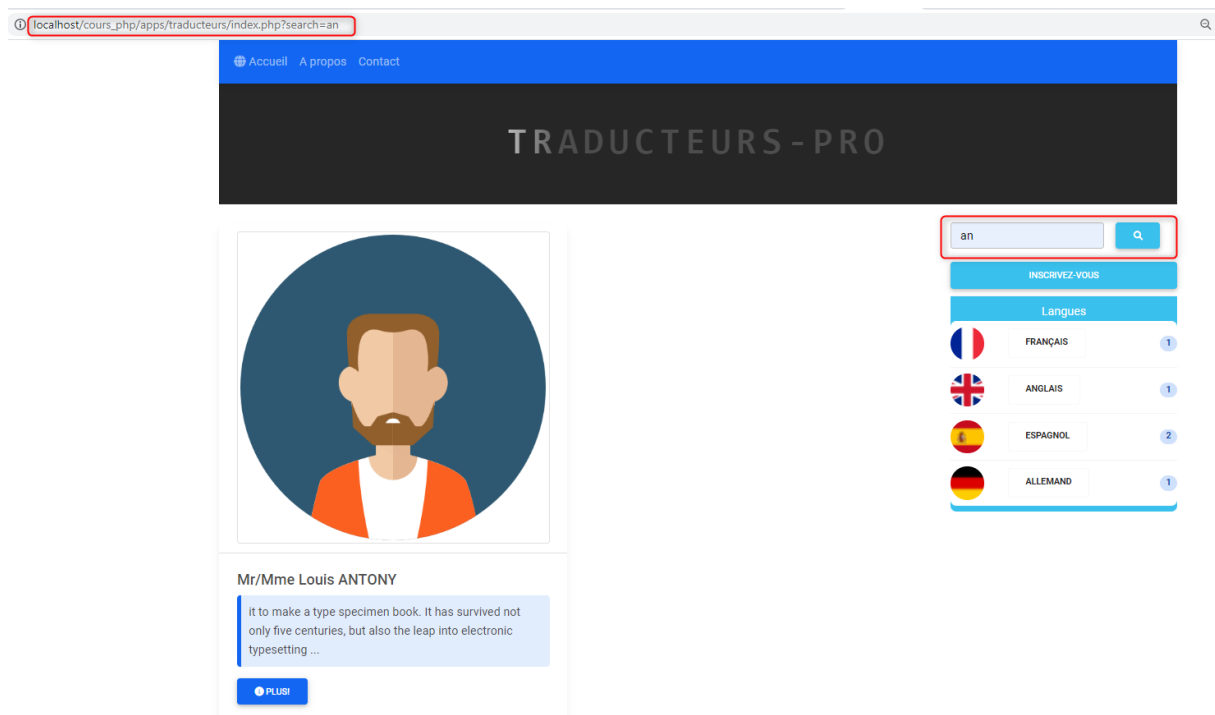 localhost/cours_php/apps/traducteurs/index.php?search=an
Accueil A propos Contact
TRADUCTEURS-PRO
an
INSCRIVEZ-VOUS
Langues
FRANÇAIS 1
ANGLAIS 1
ESPAGNOL 2
ALLEMAND 1
Mr/Mme Louis ANTONY
it to make a type specimen book. It has survived not
only five centuries, but also the leap into electronic
typesetting ...
PLUS!